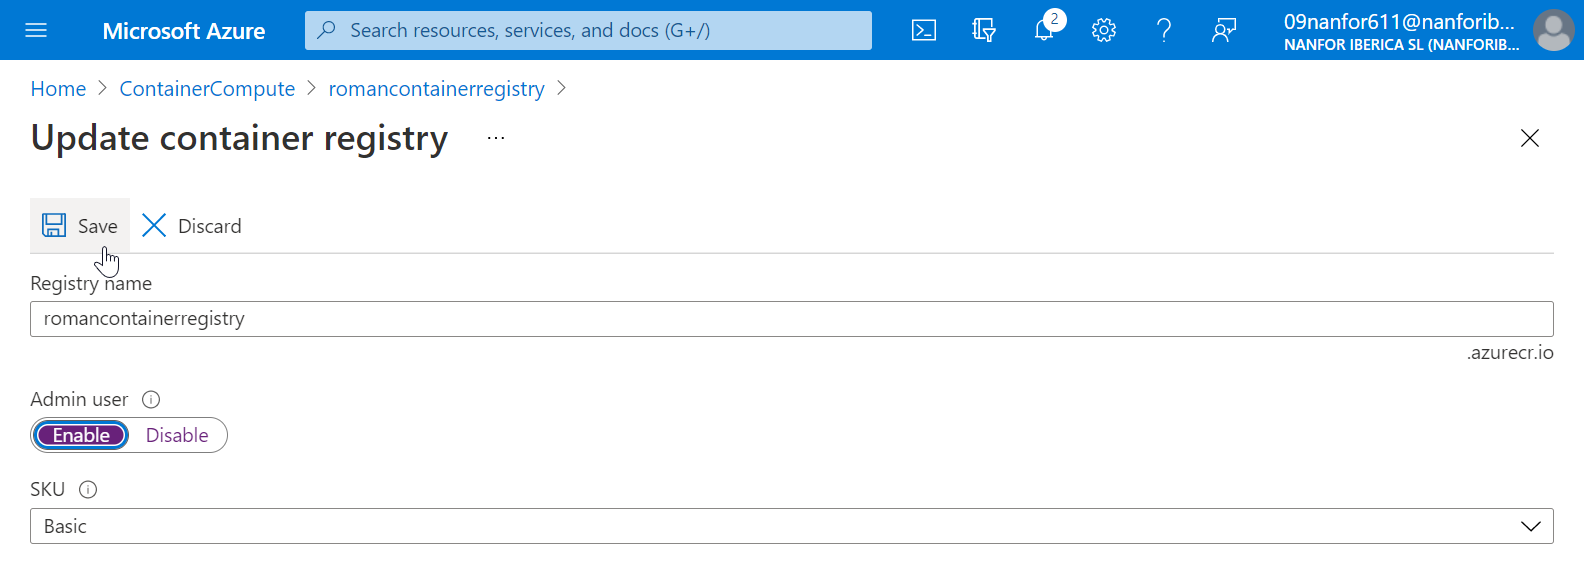 Microsoft Azure
Search resources, services, and docs (G+/)
2
09nanfor611@nanforib...
NANFOR IBERICA SL (NANFORIB...
Home > ContainerCompute > romancontainerregistry >
Update container registry ...
Save Discard
Registry name
romancontainerregistry
.azurecr.io
Admin user
Enable Disable
SKU
Basic